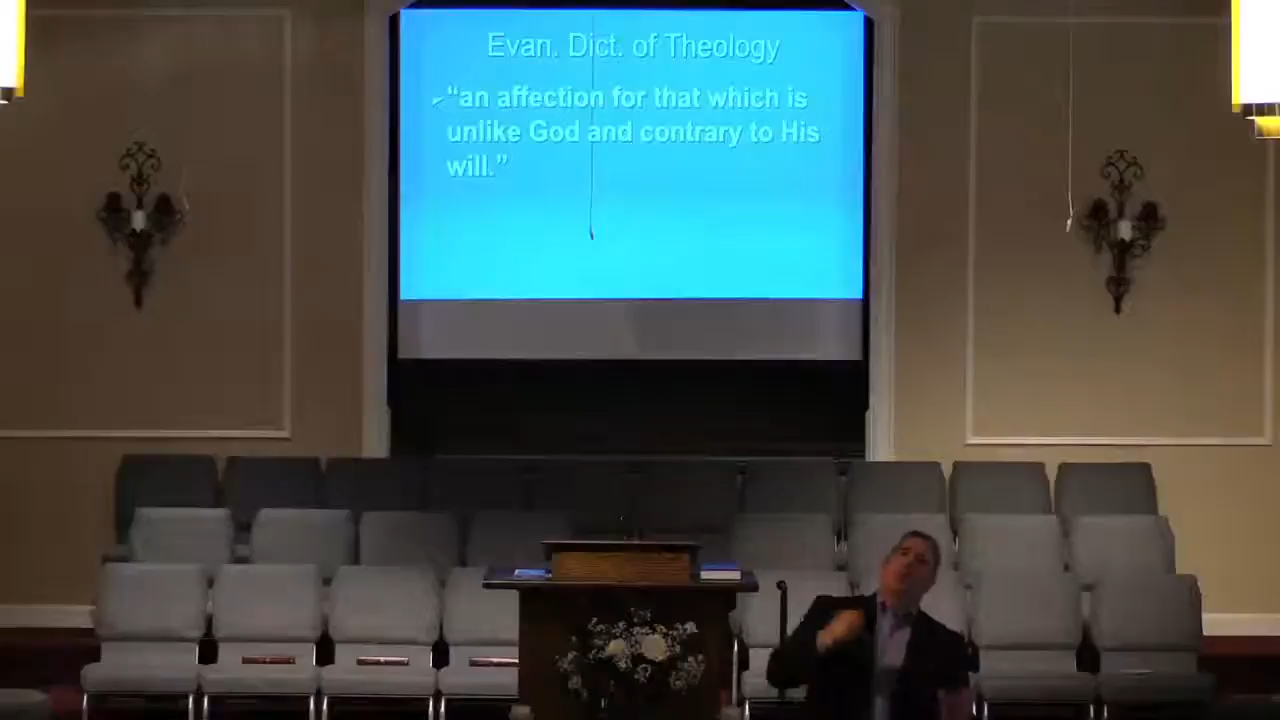 Evan. Dict. of Theology
“an affection for that which is
unlike God and contrary to His
will.”